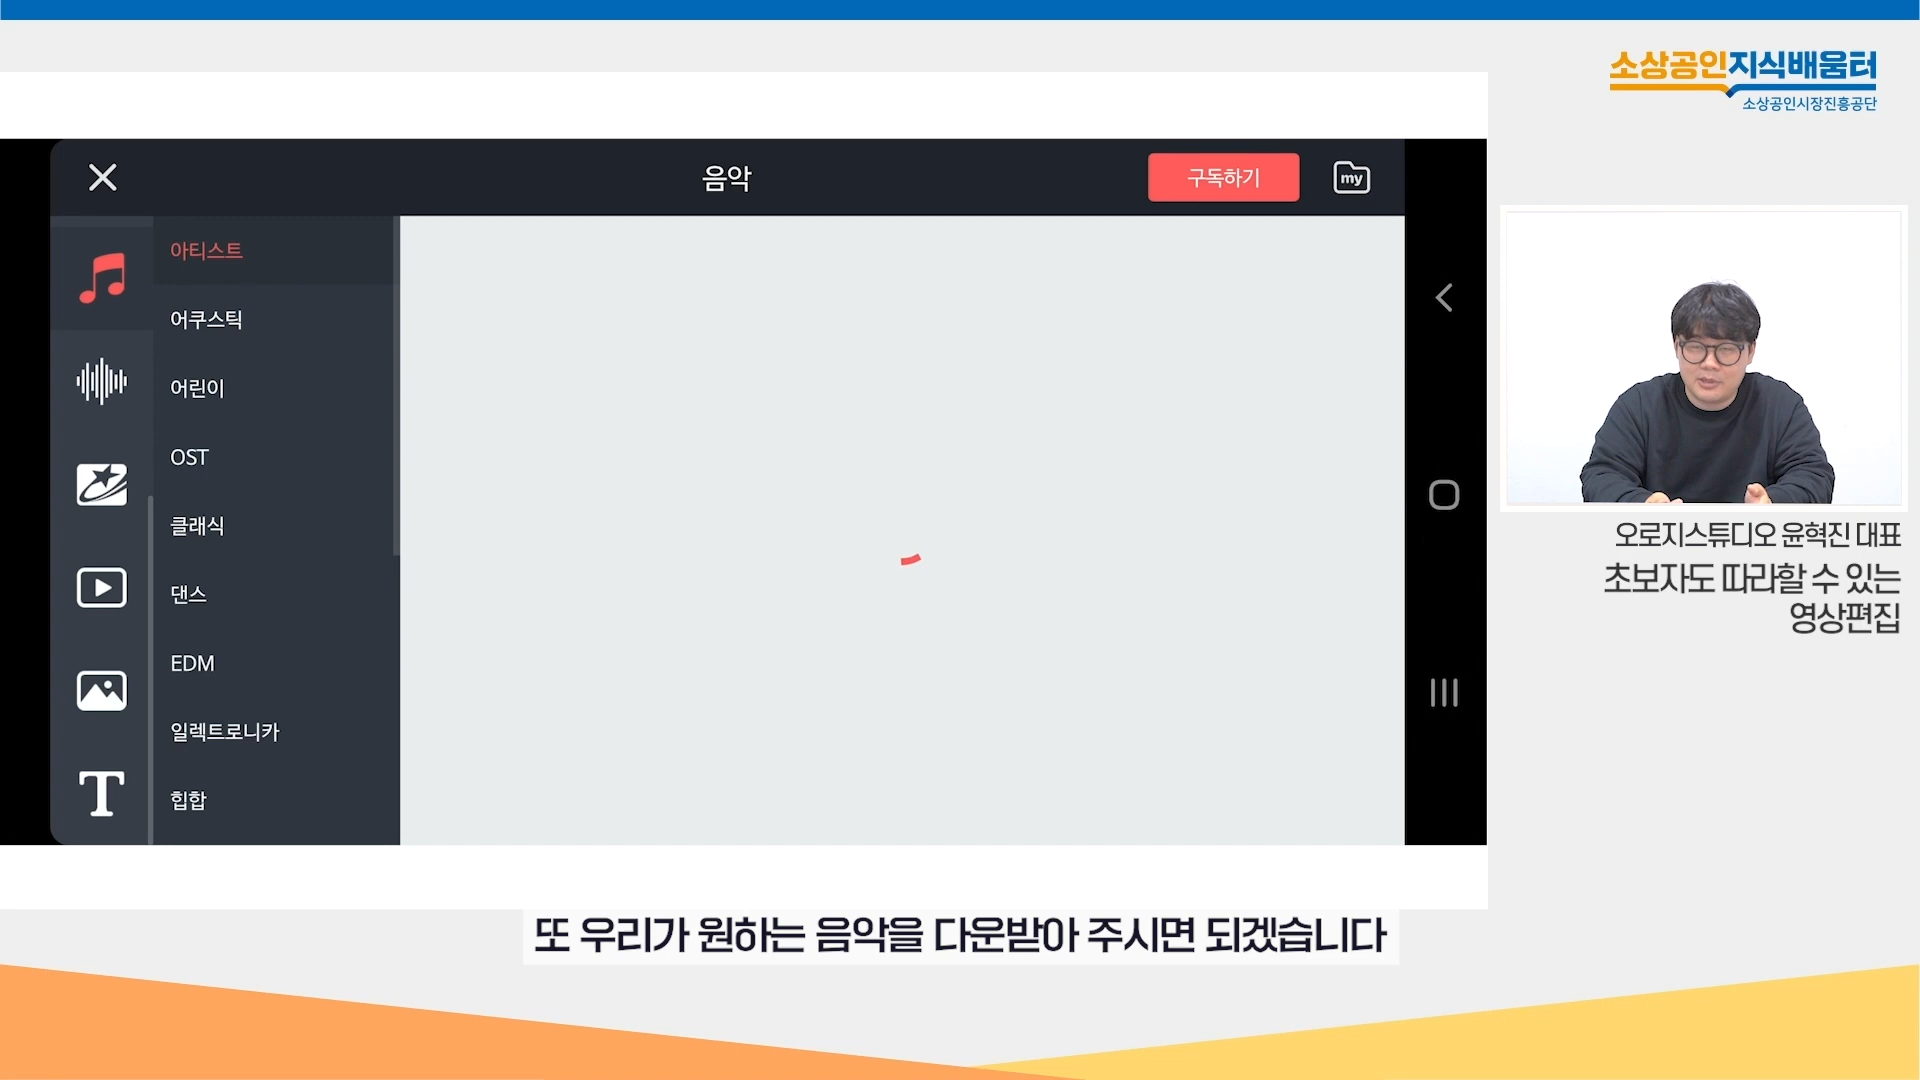 소상공인지식배움터
소상공인시장진흥공단
음악
구독하기
my
아티스트
어쿠스틱
어린이
OST
클래식
댄스
EDM
일렉트로니카
힙합
T
오로지스튜디오 윤혁진 대표
초보자도 따라할 수 있는
영상편집
또 우리가 원하는 음악을 다운받아 주시면 되겠습니다